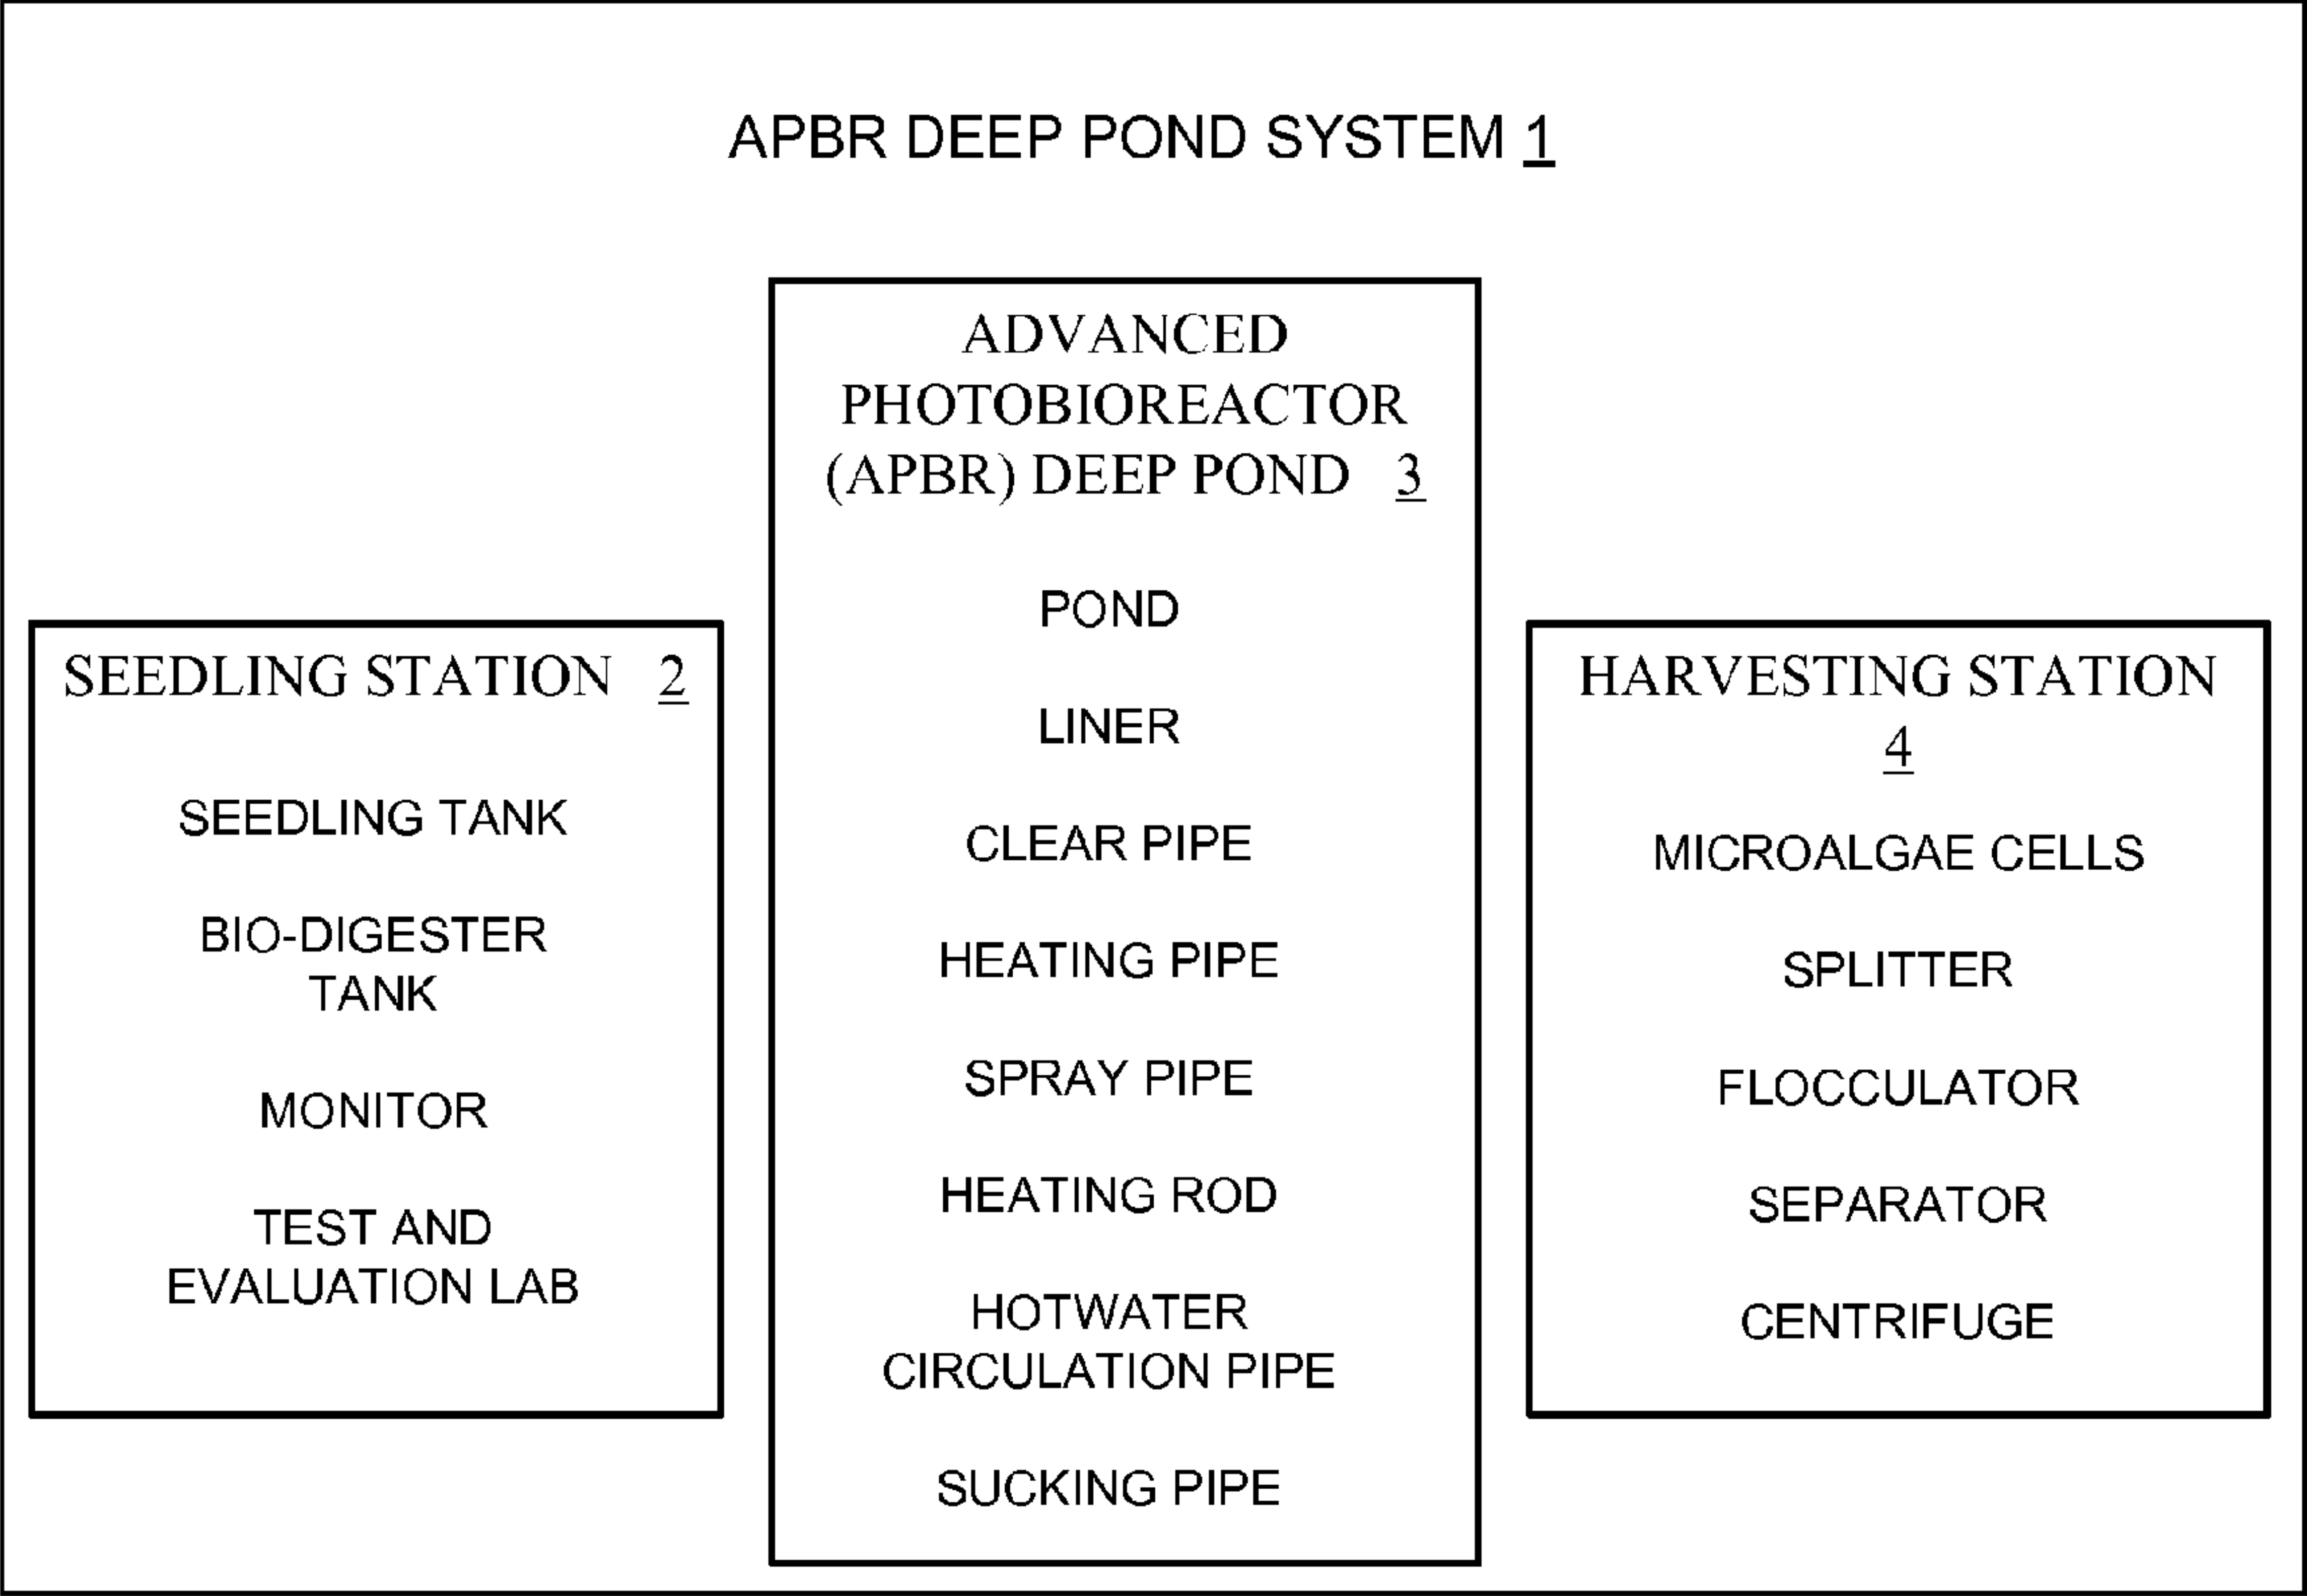 APBR DEEP POND SYSTEM 1
SEEDLING STATION 2
SEEDLING TANK
BIO-DIGESTER
TANK
MONITOR
TEST AND
EVALUATION LAB
ADVANCED
PHOTOBIOREACTOR
(APBR) DEEP POND 3
POND
LINER
CLEAR PIPE
HEATING PIPE
SPRAY PIPE
HEATING ROD
HOTWATER
CIRCULATION PIPE
SUCKING PIPE
HARVESTING STATION
4
MICROALGAE CELLS
SPLITTER
FLOCCULATOR
SEPARATOR
CENTRIFUGE